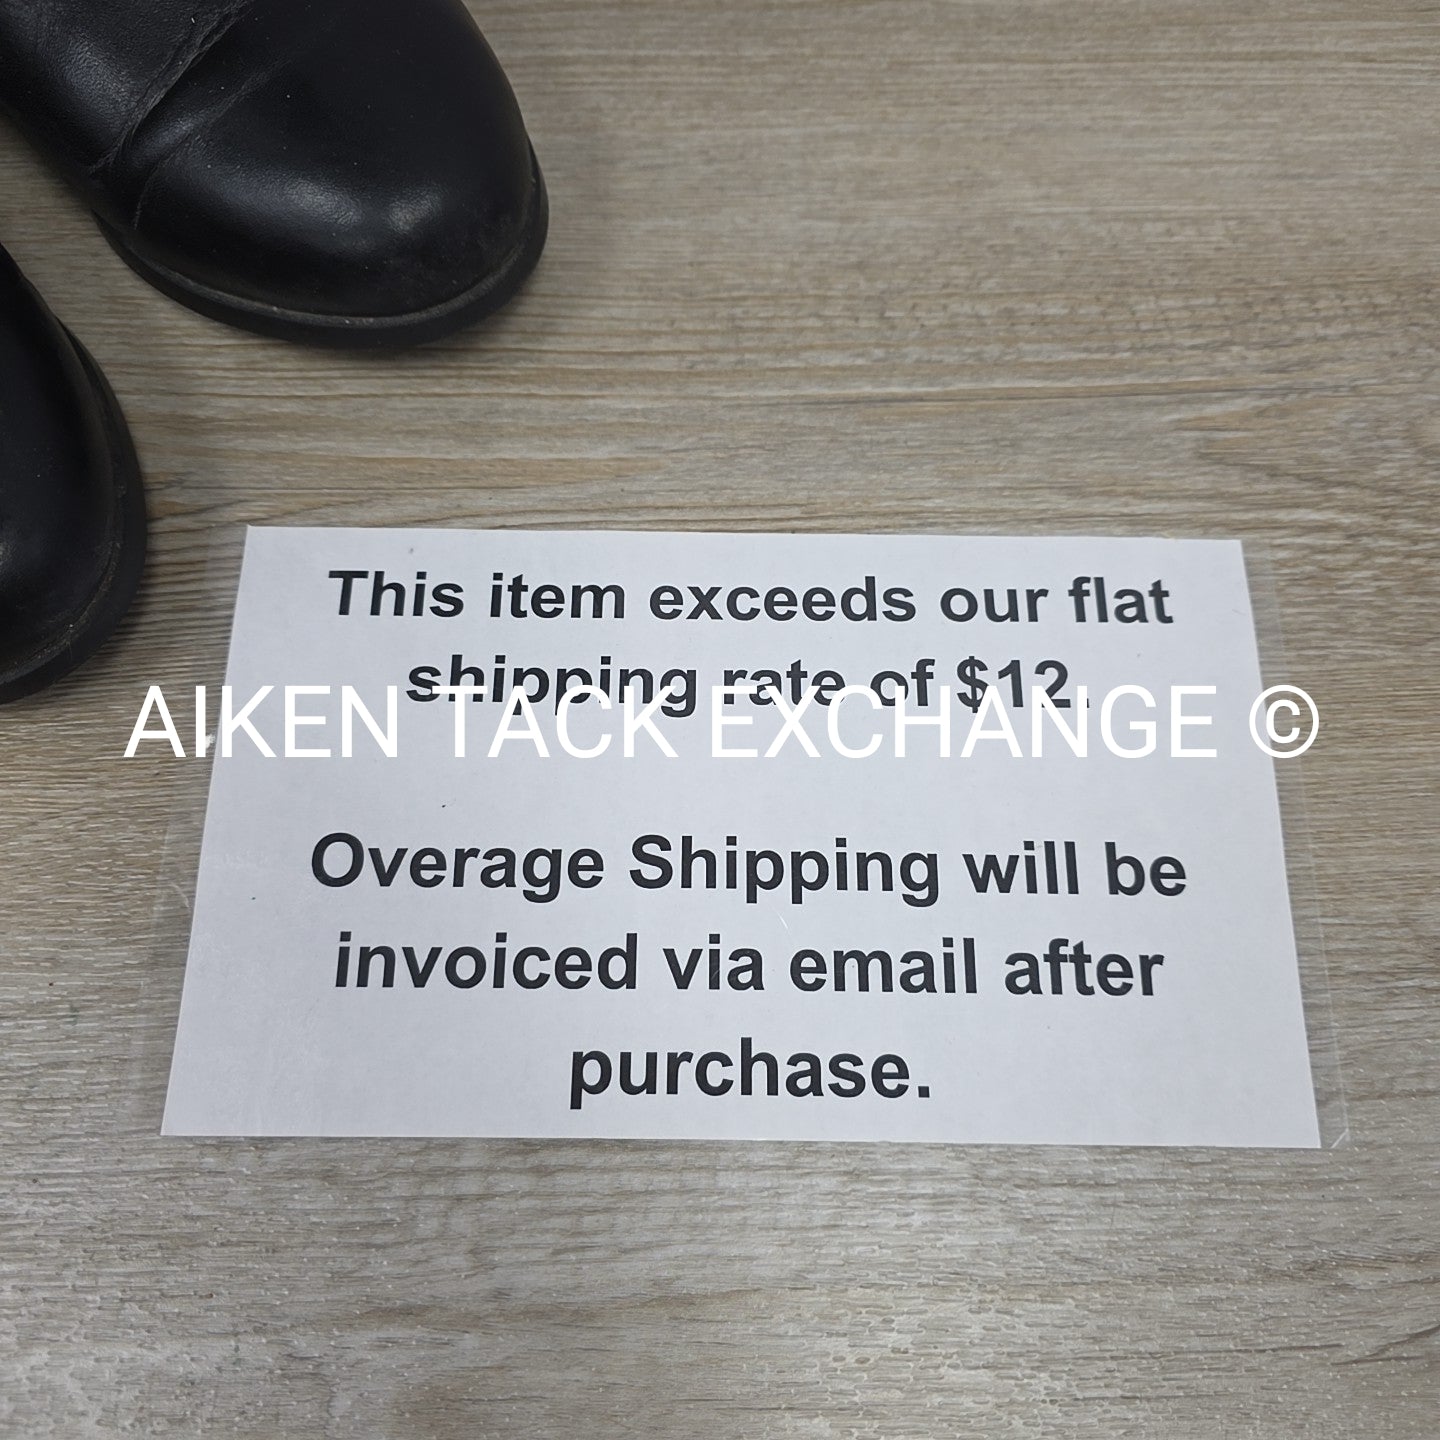 This item exceeds our flat
shipping rate of $12.
AIKEN TACK EXCHANGE ©
Overage Shipping will be
invoiced via email after
purchase.